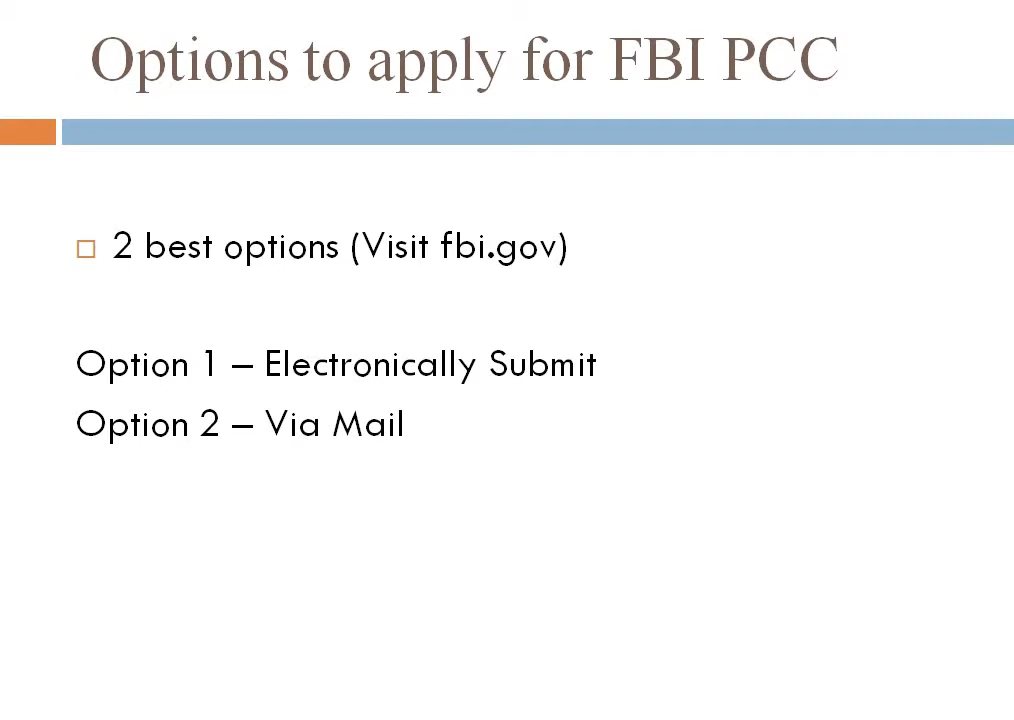 Options to apply for FBI PCC
2 best options (Visit fbi.gov)
Option 1 – Electronically Submit
Option 2 – Via Mail